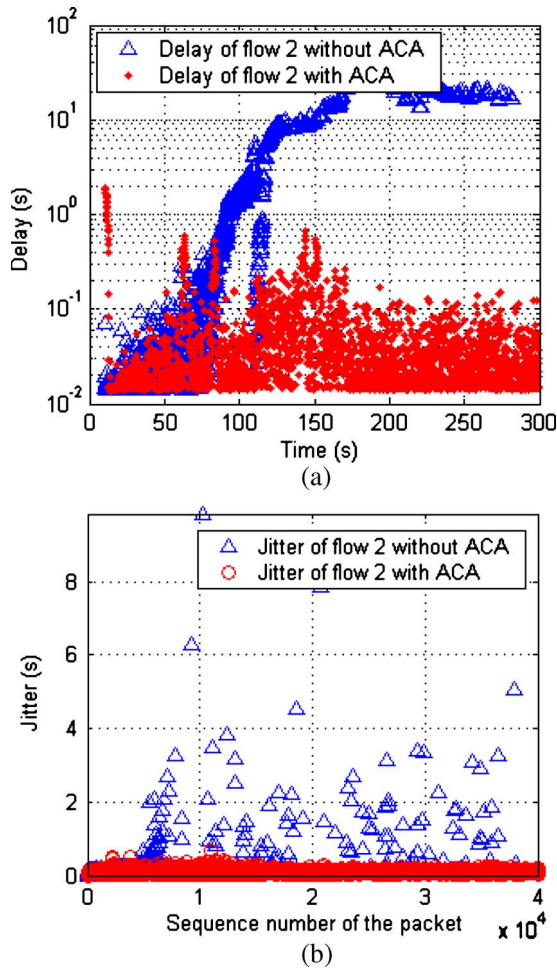 10^2
Delay of flow 2 without ACA
Delay of flow 2 with ACA
10^1
10^0
10^-1
10^-2
Delay (s)
0 50 100 150 200 250 300
Time (s)
(a)
Jitter of flow 2 without ACA
Jitter of flow 2 with ACA
8
6
4
2
0
Jitter (s)
0 1 2 3 4
Sequence number of the packet x 10^4
(b)